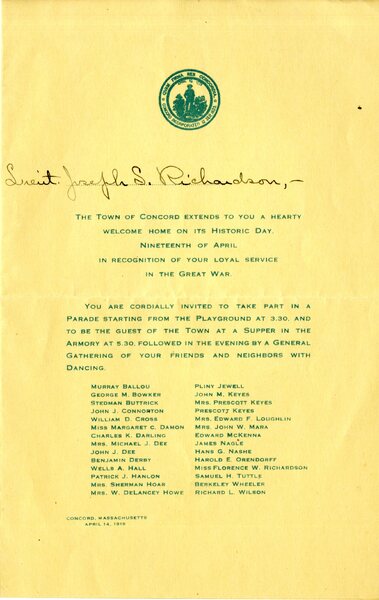 Lieut. Joseph S. Richardson,-
The Town of Concord extends to you a hearty
welcome home on its Historic Day,
Nineteenth of April
in recognition of your loyal service
in the Great War.
You are cordially invited to take part in a
Parade starting from the Playground at 3.30, and
to be the guest of the Town at a Supper in the
Armory at 5.30, followed in the evening by a General
Gathering of your friends and neighbors with
Dancing.
Murray Ballou
George M. Bowker
Stedman Buttrick
John J. Connorton
William D. Cross
Miss Margaret C. Damon
Charles K. Darling
Mrs. Michael J. Dee
John J. Dee
Benjamin Derby
Wells A. Hall
Patrick J. Hanlon
Mrs. Sherman Hoar
Mrs. W. DeLancey Howe
Pliny Jewell
John M. Keyes
Mrs. Prescott Keyes
Prescott Keyes
Mrs. Edward F. Loughlin
Mrs. John W. Mara
Edward McKenna
James Nagle
Hans G. Nashe
Harold E. Orendorff
Miss Florence W. Richardson
Samuel H. Tuttle
Berkeley Wheeler
Richard L. Wilson
Concord, Massachusetts
April 14, 1919